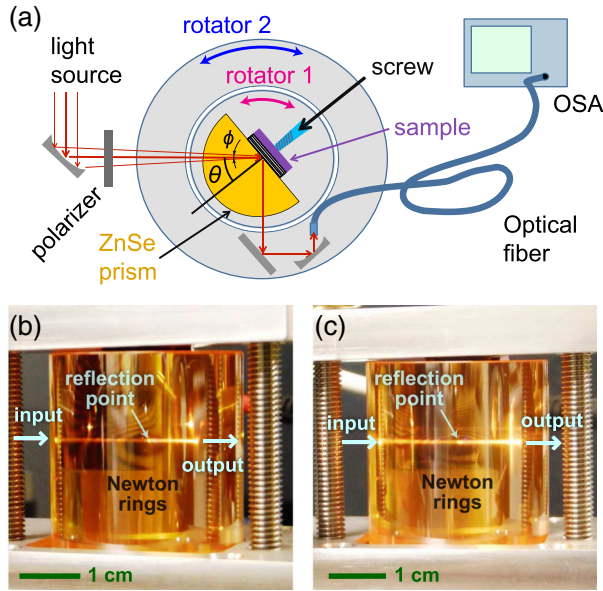 (a)
light
source
rotator 2
rotator 1
screw
sample
OSA
ϕ
θ
polarizer
ZnSe
prism
Optical
fiber
(b)
reflection
point
input
output
Newton
rings
1 cm
(c)
reflection
point
input
output
Newton
rings
1 cm